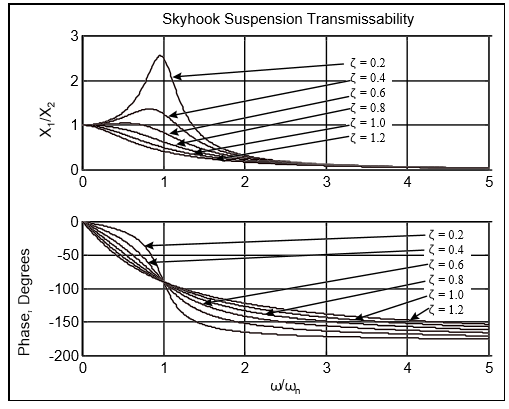 Skyhook Suspension Transmissability
X1/X2
3
2
1
0
ζ = 0.2
ζ = 0.4
ζ = 0.6
ζ = 0.8
ζ = 1.0
ζ = 1.2
0 1 2 3 4 5
Phase, Degrees
0
-50
-100
-150
-200
ζ = 0.2
ζ = 0.4
ζ = 0.6
ζ = 0.8
ζ = 1.0
ζ = 1.2
0 1 2 3 4 5
ω/ωn